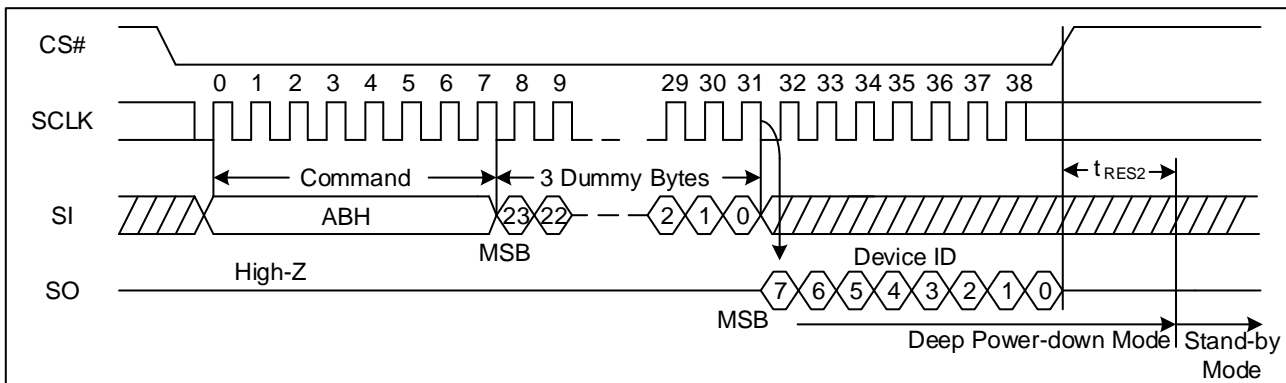 CS#
0 1 2 3 4 5 6 7 8 9 29 30 31 32 33 34 35 36 37 38
SCLK
Command 3 Dummy Bytes tRES2
SI ABH 23 22 2 1 0
MSB
High-Z Device ID
SO 7 6 5 4 3 2 1 0
MSB
Deep Power-down Mode Stand-by
Mode